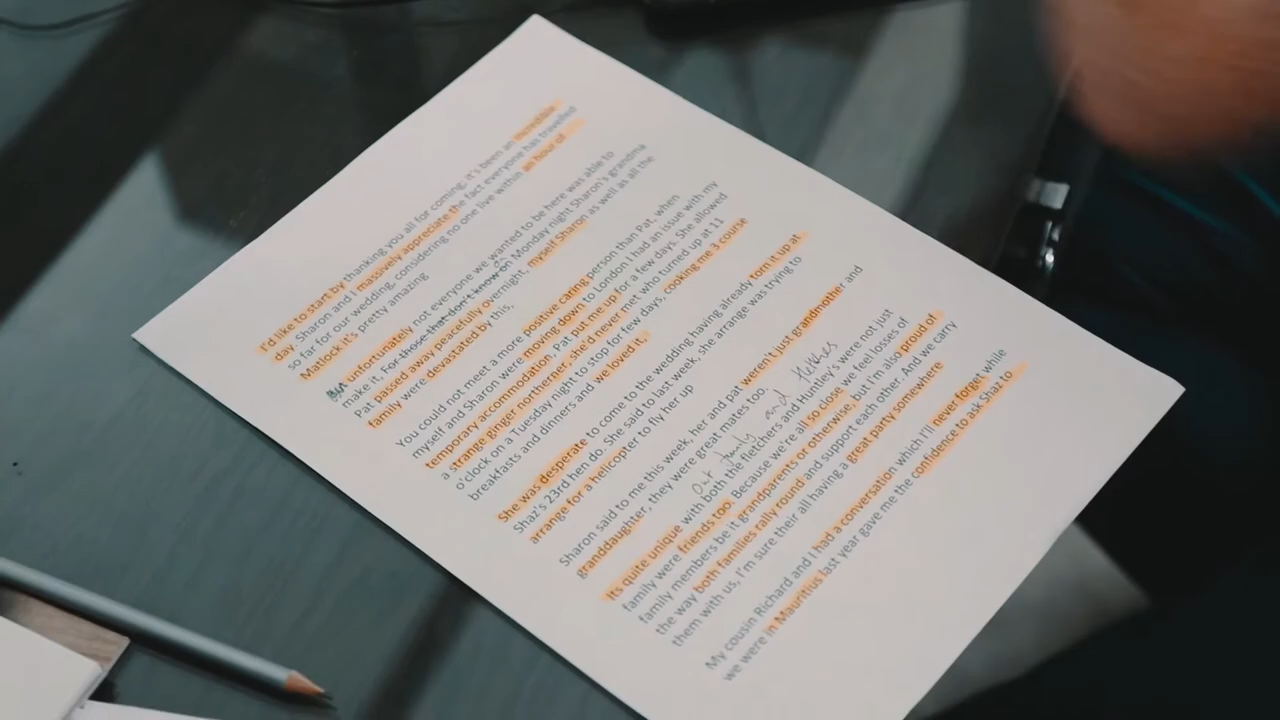 I'd like to start by thanking you all for coming, it's been an incredible
day. Sharon and I massively appreciate the fact everyone has travelled
so far for our wedding, considering no one live within an hour of
Matlock it's pretty amazing
unfortunately not everyone we wanted to be here was able to
make it. For those that don't know on Monday night Sharon's grandma
Pat passed away peacefully overnight, myself Sharon as well as all the
family were devastated by this,
You could not meet a more positive caring person than Pat, when
myself and Sharon were moving down to London I had an issue with my
temporary accommodation, Pat put me up for a few days. She allowed
a strange ginger northerner, she'd never met who turned up at 11
o'clock on a Tuesday night to stop for few days, cooking me 3 course
breakfasts and dinners and we loved it,
She was desperate to come to the wedding having already torn it up at
Shaz's 23rd hen do. She said to last week, she arrange was trying to
arrange for a helicopter to fly her up
Sharon said to me this week, her and pat weren't just grandmother and
granddaughter, they were great mates too.
Our family and
its quite unique with both the fletchers and Huntley's were not just
family were friends too. Because we're all so close we feel losses of
family members be it grandparents or otherwise, but I'm also proud of
the way both families rally round and support each other. And we carry
them with us, I'm sure their all having a great party somewhere
My cousin Richard and I had a conversation which I'll never forget while
we were in Mauritius last year gave me the confidence to ask Shaz to